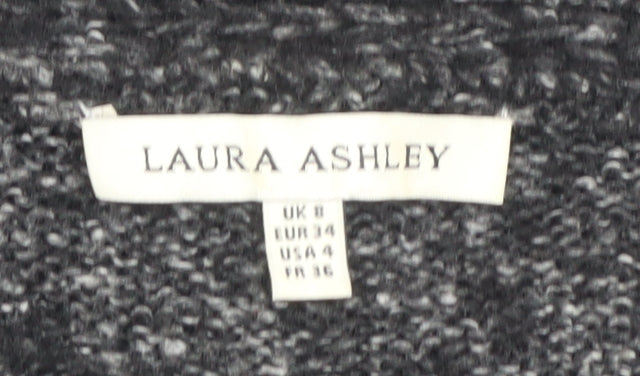 LAURA ASHLEY
UK 8
EUR 34
USA 4
FR 36